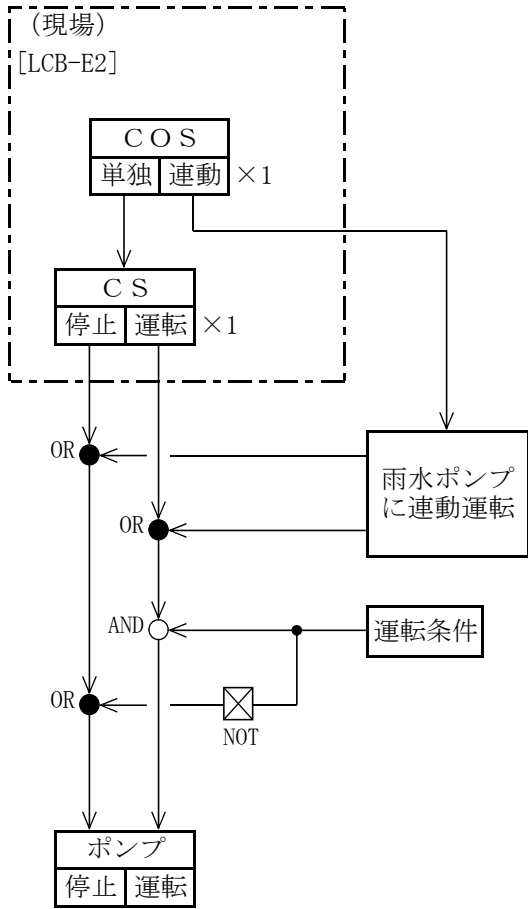 （現場）
[LCB-E2]
ＣＯＳ
単独 連動 ×1
ＣＳ
停止 運転 ×1
OR
雨水ポンプ
に連動運転
OR
AND
運転条件
OR
NOT
ポンプ
停止 運転